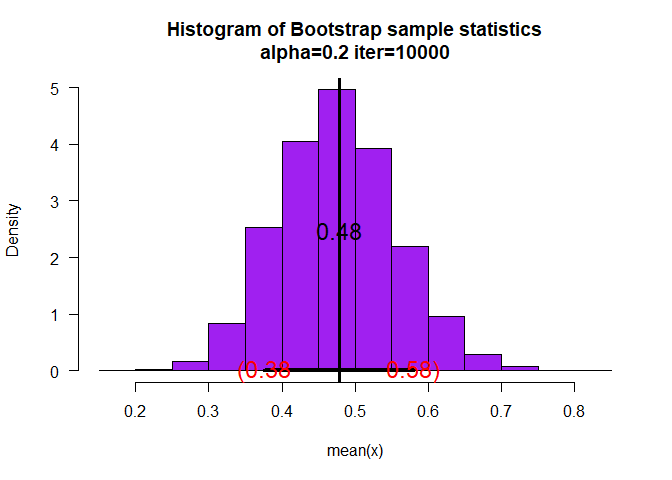 Histogram of Bootstrap sample statistics
alpha=0.2 iter=10000
Density
5
4
3
2
1
0
0.48
(0.38
0.58)
0.2 0.3 0.4 0.5 0.6 0.7 0.8
mean(x)